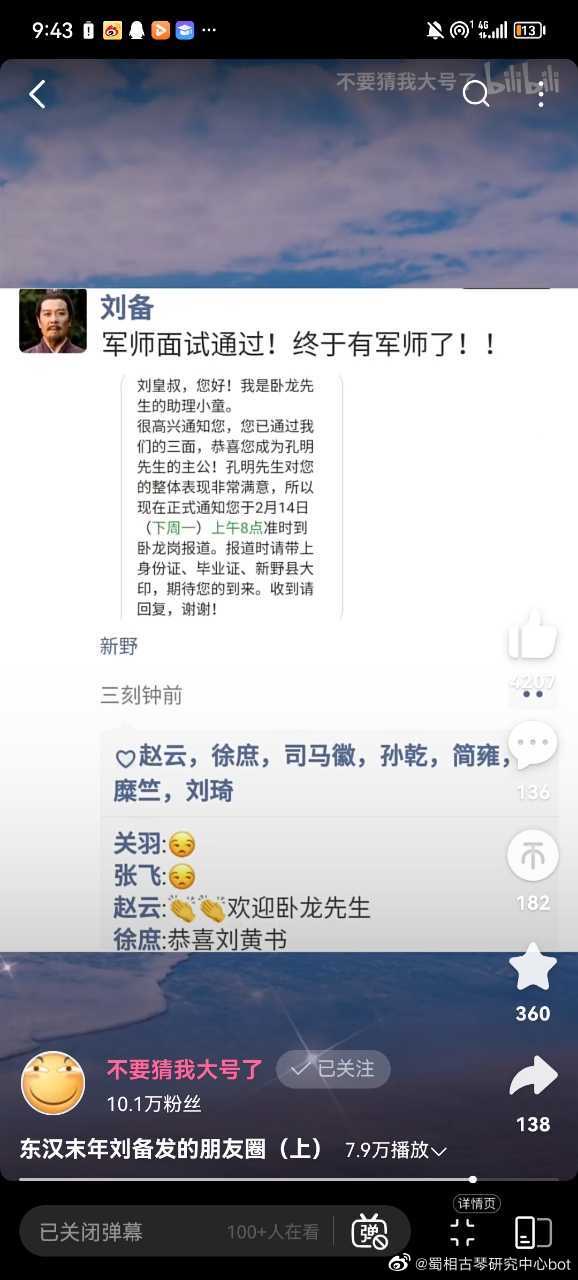 9:43
4G
13
不要猜我大号了 bilibili
刘备
军师面试通过！终于有军师了！！
刘皇叔，您好！我是卧龙先
生的助理小童。
很高兴通知您，您已通过我
们的三面，恭喜您成为孔明
先生的主公！孔明先生对您
的整体表现非常满意，所以
现在正式通知您于2月14日
（下周一）上午8点准时到
卧龙岗报道。报道时请带上
身份证、毕业证、新野县大
印，期待您的到来。收到请
回复，谢谢！
新野
三刻钟前
4207
赵云，徐庶，司马徽，孙乾，简雍，
糜竺，刘琦
136
关羽:😒
张飞:😒
赵云:👏👏欢迎卧龙先生
徐庶:恭喜刘黄书
182
360
不要猜我大号了
已关注
10.1万粉丝
138
东汉末年刘备发的朋友圈（上） 7.9万播放
详情页
已关闭弹幕
100+人在看
弹
@蜀相古琴研究中心bot